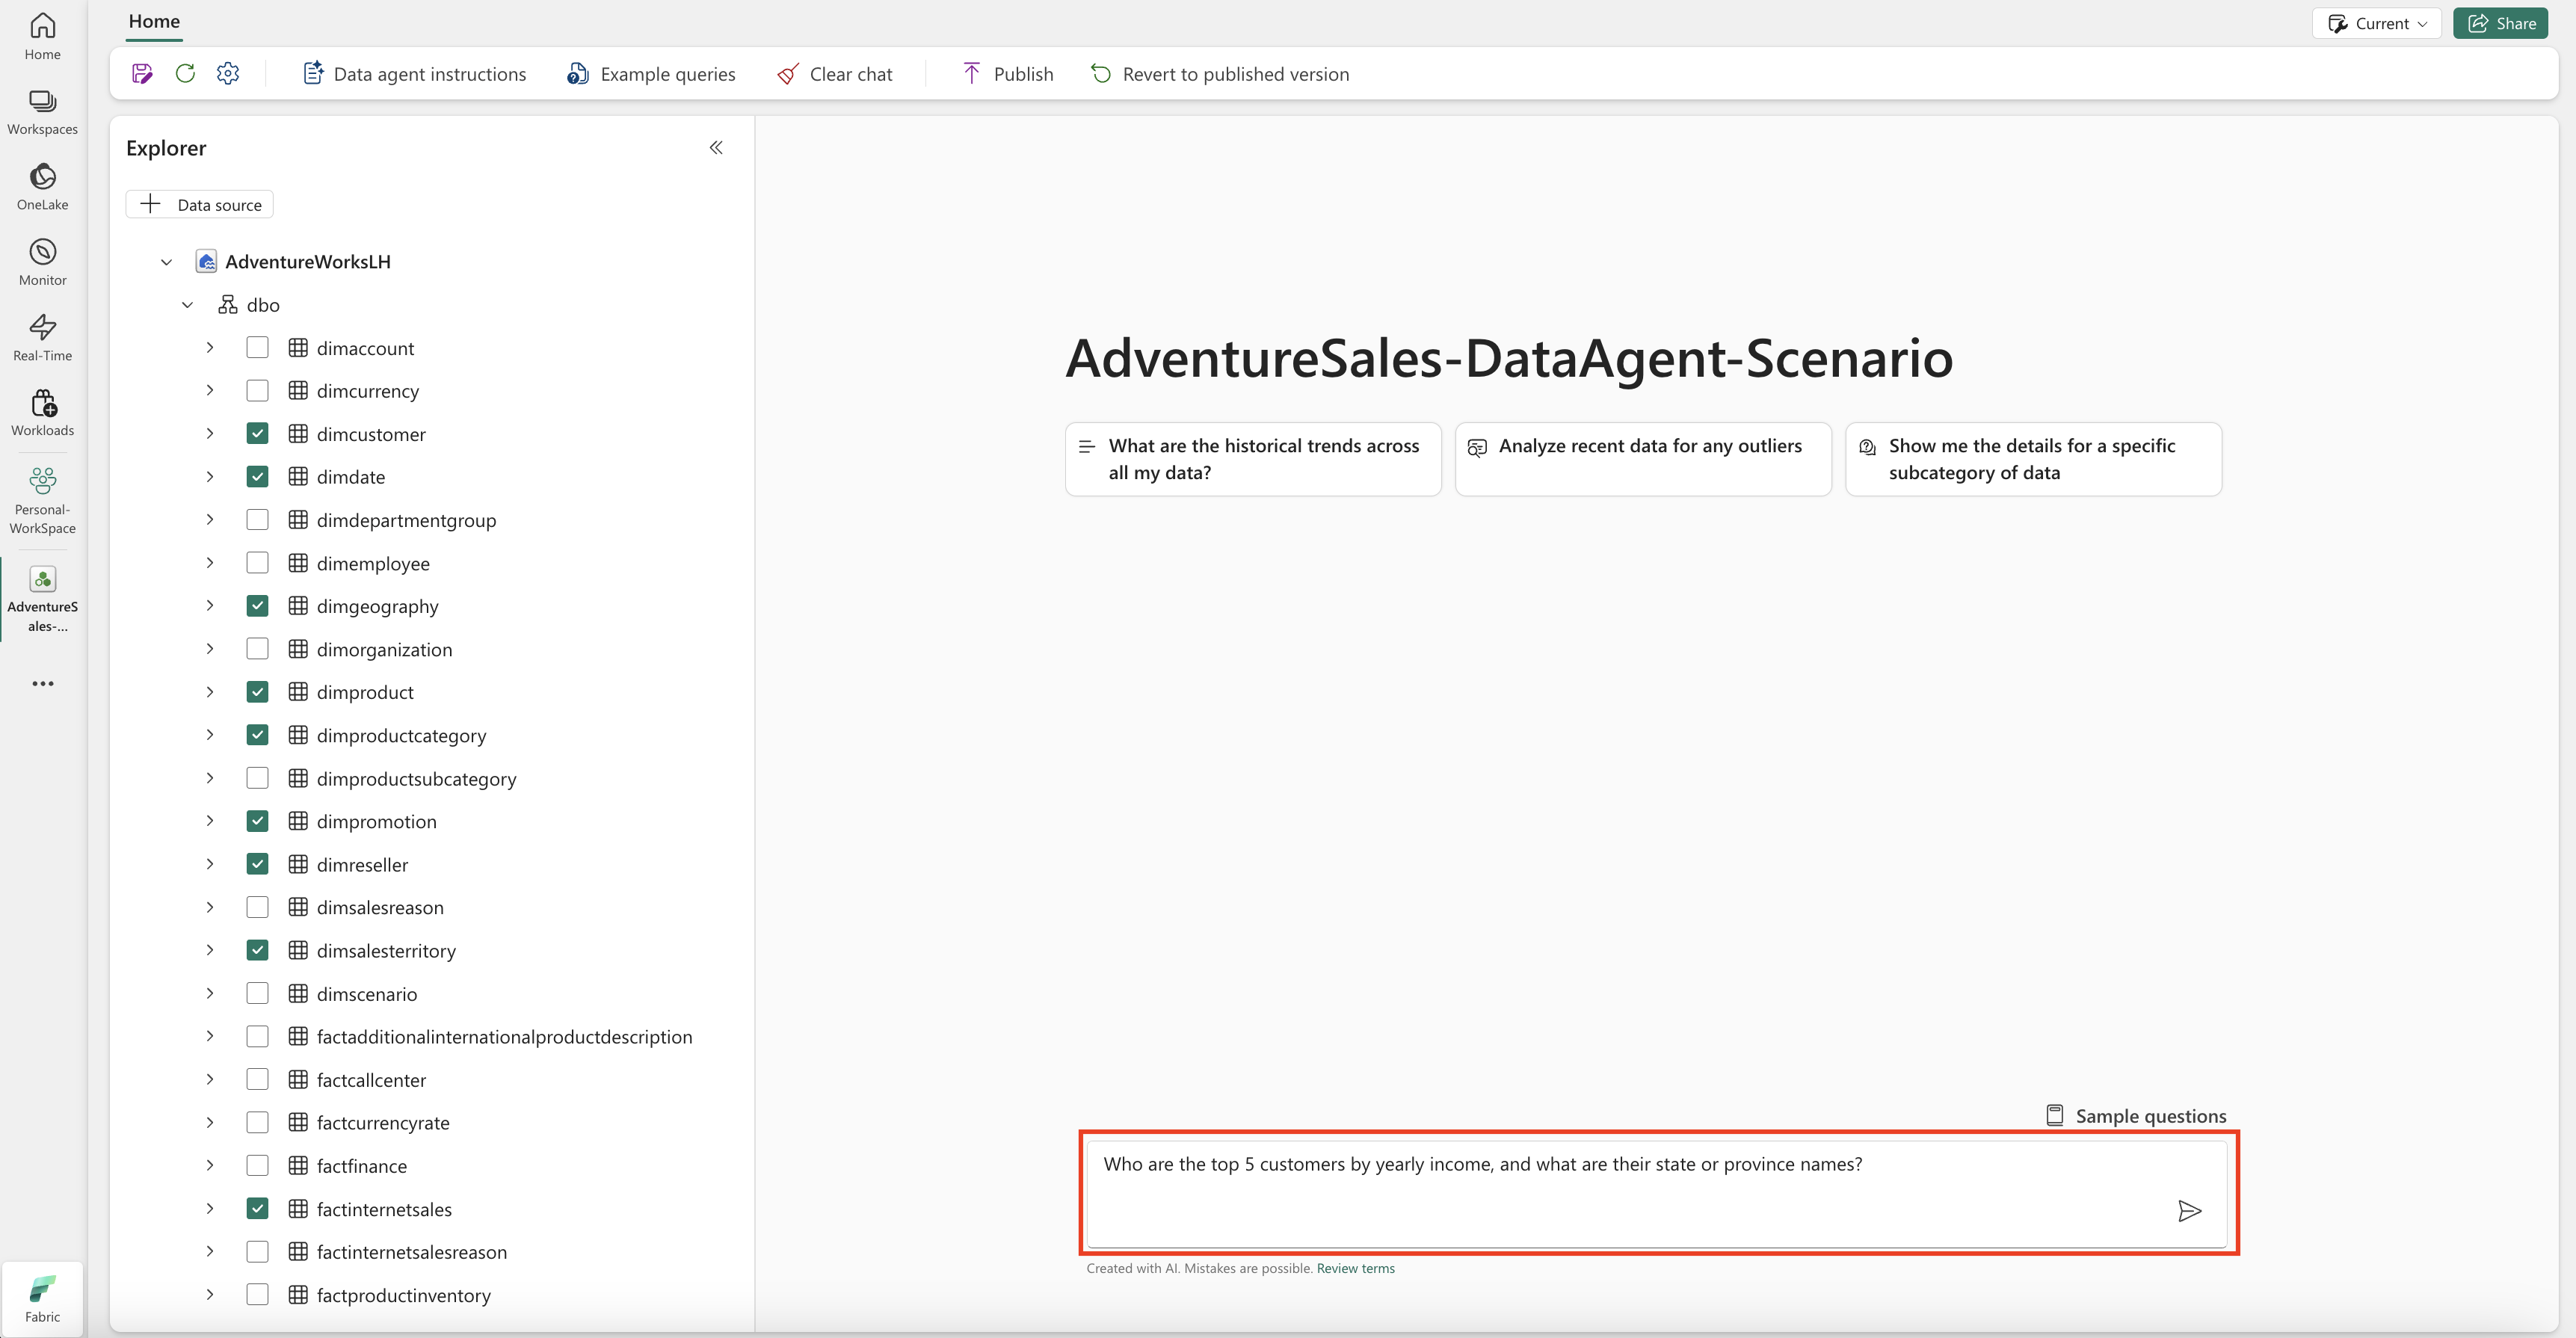 Home
Workspaces
OneLake
Monitor
Real-Time
Workloads
Personal-
WorkSpace
AdventureS
ales-...
Fabric
Home
Current
Share
Data agent instructions
Example queries
Clear chat
Publish
Revert to published version
Explorer
Data source
AdventureWorksLH
dbo
dimaccount
dimcurrency
dimcustomer
dimdate
dimdepartmentgroup
dimemployee
dimgeography
dimorganization
dimproduct
dimproductcategory
dimproductsubcategory
dimpromotion
dimreseller
dimsalesreason
dimsalesterritory
dimscenario
factadditionalinternationalproductdescription
factcallcenter
factcurrencyrate
factfinance
factinternetsales
factinternetsalesreason
factproductinventory
AdventureSales-DataAgent-Scenario
What are the historical trends across
all my data?
Analyze recent data for any outliers
Show me the details for a specific
subcategory of data
Sample questions
Who are the top 5 customers by yearly income, and what are their state or province names?
Created with AI. Mistakes are possible. Review terms